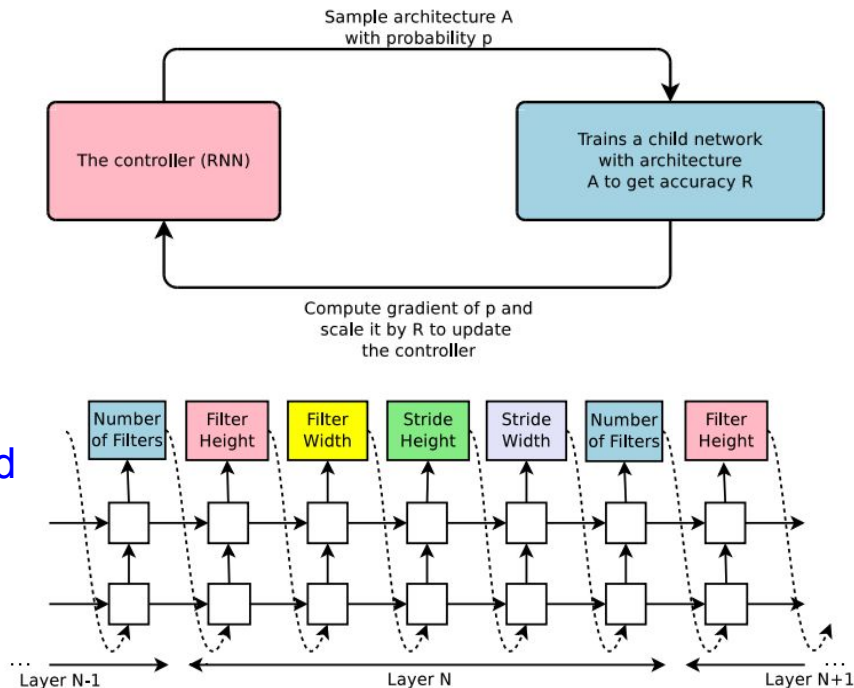 Sample architecture A
with probability p
The controller (RNN)
Trains a child network
with architecture
A to get accuracy R
Compute gradient of p and
scale it by R to update
the controller
d
Number
of Filters
Filter
Height
Filter
Width
Stride
Height
Stride
Width
Number
of Filters
Filter
Height
...
Layer N-1
Layer N
Layer N+1
...